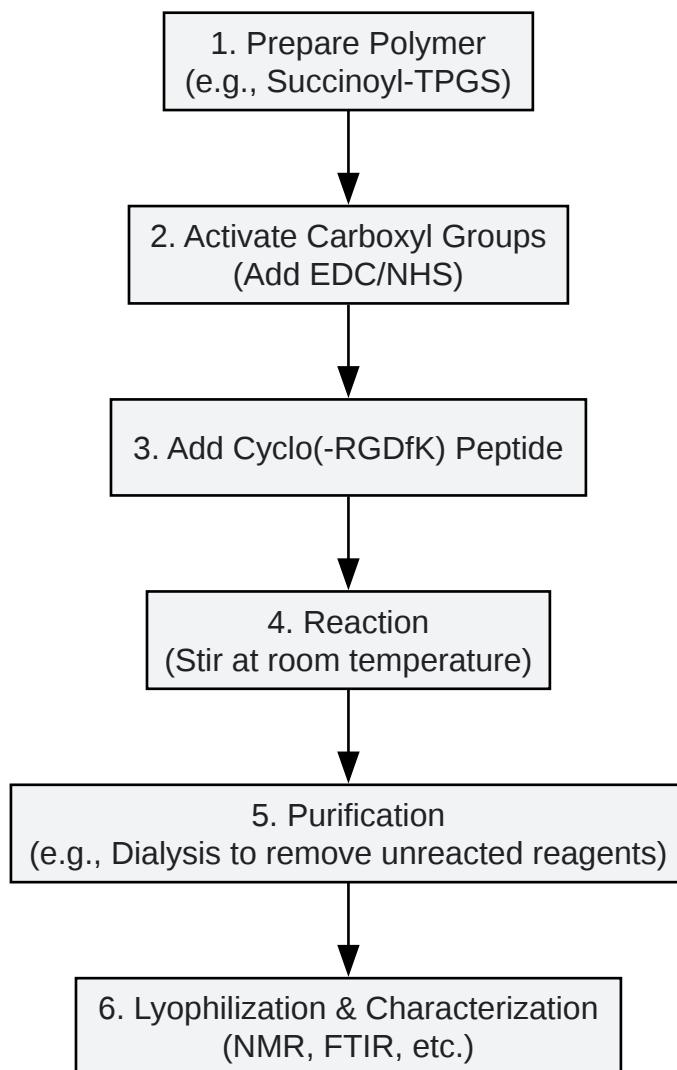 1. Prepare Polymer
(e.g., Succinoyl-TPGS)
2. Activate Carboxyl Groups
(Add EDC/NHS)
3. Add Cyclo(-RGDfK) Peptide
4. Reaction
(Stir at room temperature)
5. Purification
(e.g., Dialysis to remove unreacted reagents)
6. Lyophilization & Characterization
(NMR, FTIR, etc.)